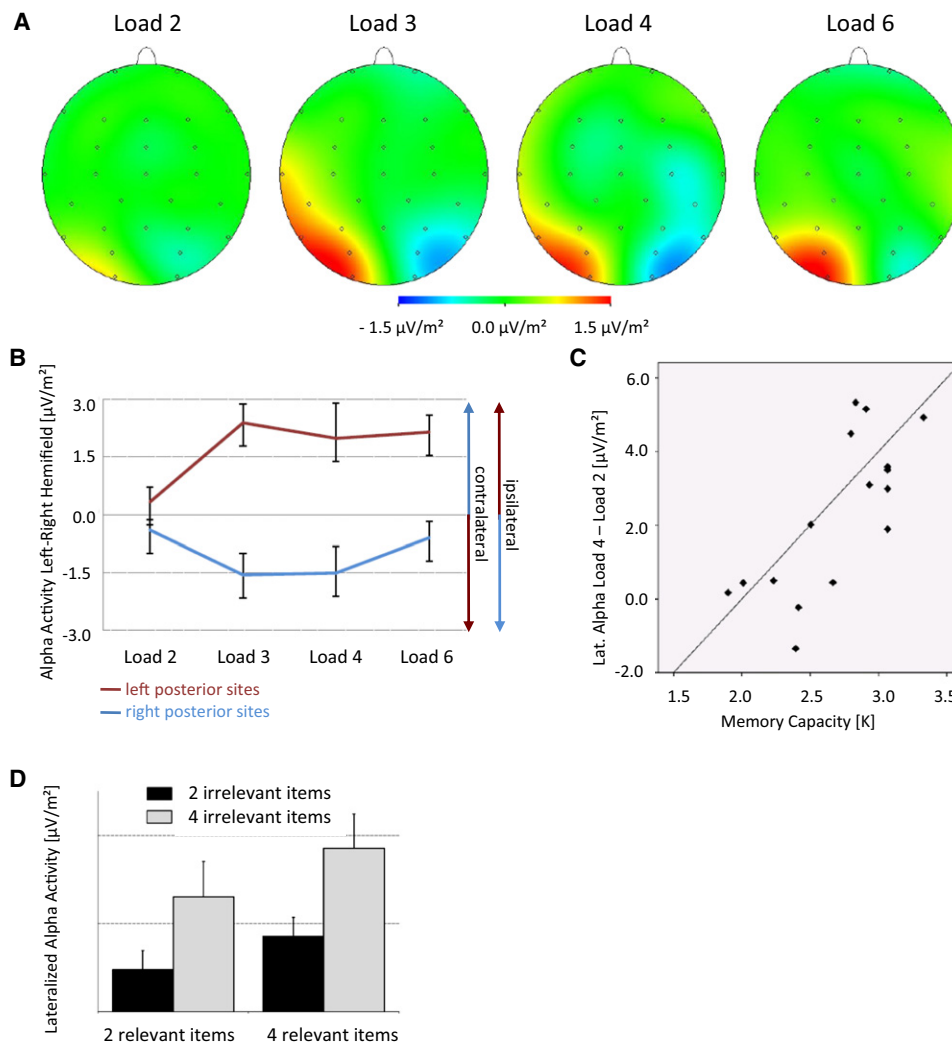 A
Load 2
Load 3
Load 4
Load 6
- 1.5 μV/m²
0.0 μV/m²
1.5 μV/m²
B
Alpha Activity Left-Right Hemifield [μV/m²]
3.0
1.5
0.0
-1.5
-3.0
Load 2
Load 3
Load 4
Load 6
contralateral
ipsilateral
left posterior sites
right posterior sites
C
Lat. Alpha Load 4 – Load 2 [μV/m²]
6.0
4.0
2.0
0.0
-2.0
1.5
2.0
2.5
3.0
3.5
Memory Capacity [K]
D
Lateralized Alpha Activity [μV/m²]
2 irrelevant items
4 irrelevant items
2 relevant items
4 relevant items